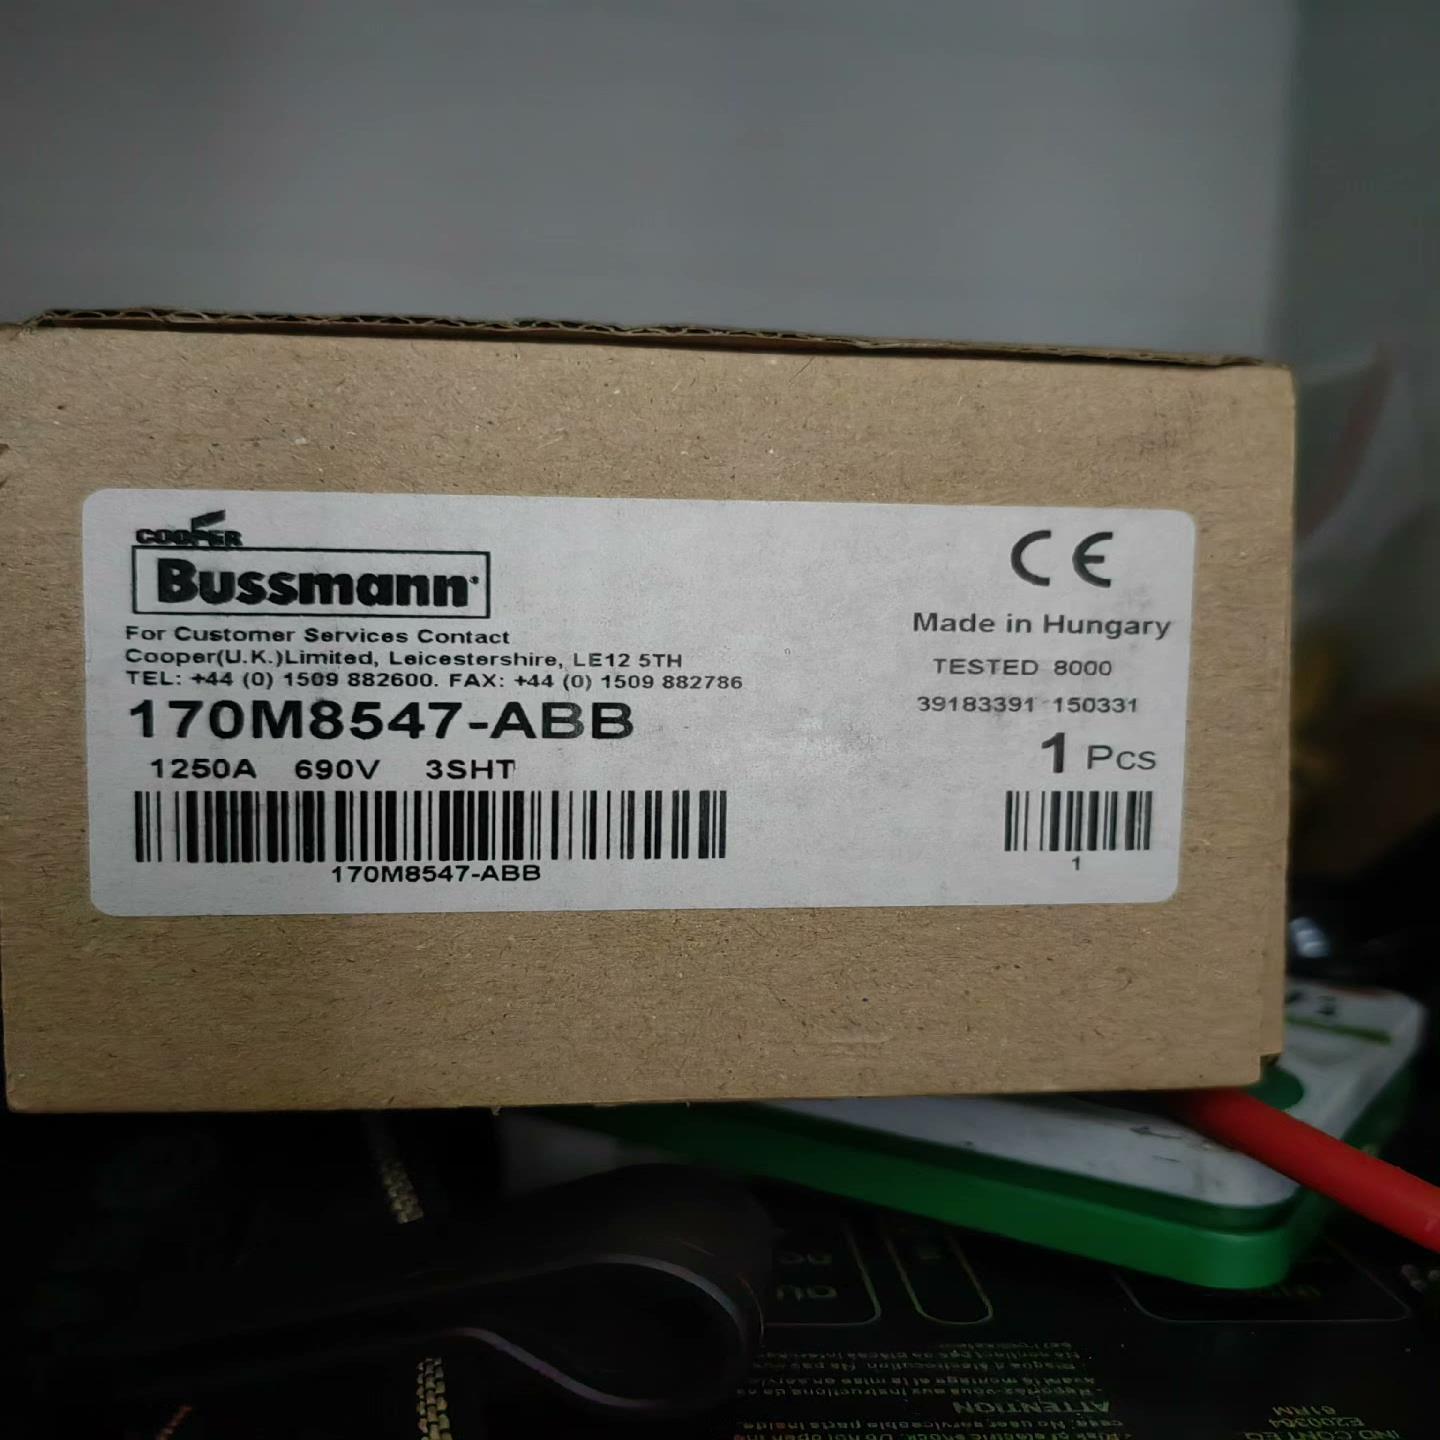 COOPER
Bussmann
For Customer Services Contact
Cooper(U.K.)Limited, Leicestershire, LE12 5TH
TEL: +44 (0) 1509 882600. FAX: +44 (0) 1509 882786
170M8547-ABB
1250A 690V 3SHT
170M8547-ABB
CE
Made in Hungary
TESTED 8000
39183391 150331
1 Pcs
1
ATTENTION
E200364
61RM